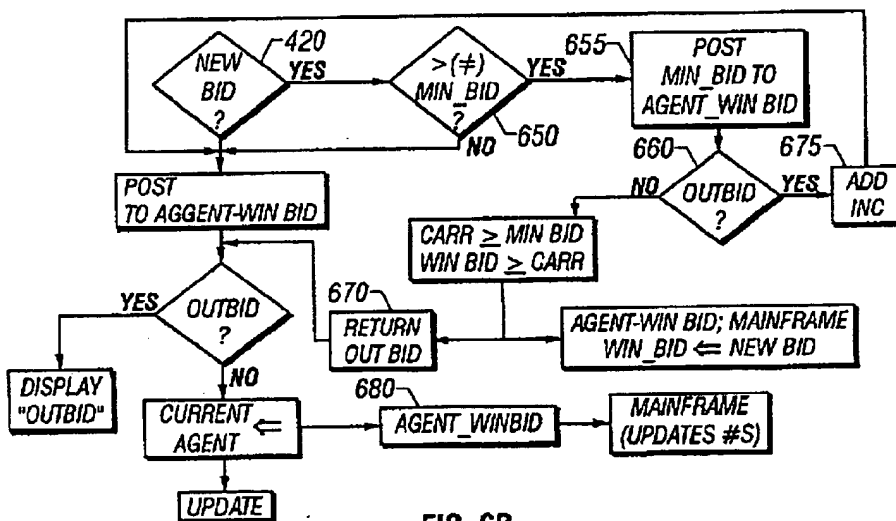 NEW
BID
?
420
YES
>(≠)
MIN_BID
?
650
YES
NO
655
POST
MIN_BID TO
AGENT_WIN BID
660
OUTBID
?
NO
YES
675
ADD
INC
POST
TO AGGENT-WIN BID
CARR ≥ MIN BID
WIN BID ≥ CARR
OUTBID
?
YES
NO
670
RETURN
OUT BID
AGENT-WIN BID; MAINFRAME
WIN_BID ⇐ NEW BID
DISPLAY
"OUTBID"
CURRENT
AGENT ⇐
680
AGENT_WINBID
MAINFRAME
(UPDATES #S)
UPDATE